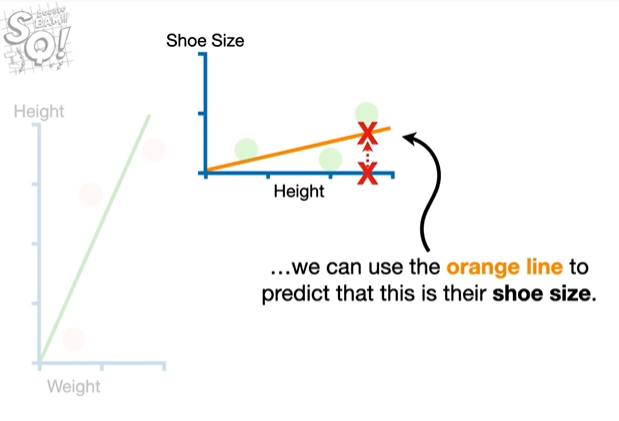 SQ!
Shoe Size
Height
Height
...we can use the orange line to
predict that this is their shoe size.
Weight